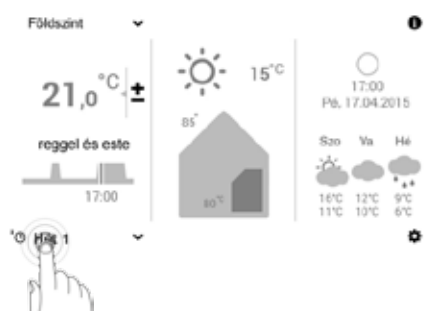 Földszint
21,0°C ±
reggel és este
17:00
15°C
85°
80°C
17:00
Pé, 17.04.2015
Szo Va Hé
16°C 12°C 9°C
11°C 10°C 6°C
1